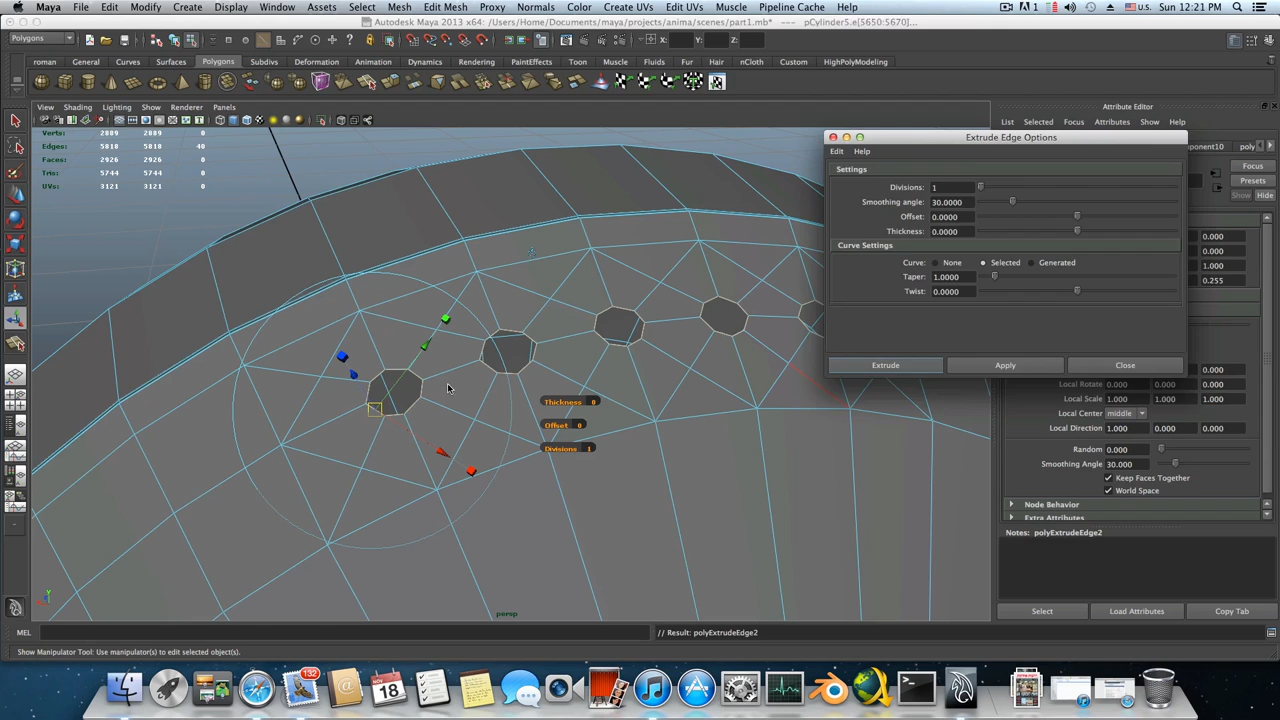 Maya File Edit Modify Create Display Window Assets Select Mesh Edit Mesh Proxy Normals Color Create UVs Edit UVs Muscle Pipeline Cache Help 1 U.S. Sun 12:21 PM
Autodesk Maya 2013 x64: /Users/Home/Documents/maya/projects/anima/scenes/part1.mb* --- pCylinder5.e[5650:5670]...
Polygons X: Y: Z:
roman General Curves Surfaces Polygons Subdivs Deformation Animation Dynamics Rendering PaintEffects Toon Muscle Fluids Fur Hair nCloth Custom HighPolyModeling
View Shading Lighting Show Renderer Panels
Attribute Editor
List Selected Focus Attributes Show Help
Verts: 2889 2889 0
Edges: 5818 5818 40
Faces: 2926 2926 0
Tris: 5744 5744 0
UVs: 3121 3121 0
Extrude Edge Options
Edit Help
Settings
Divisions: 1
Smoothing angle: 30.0000
Offset: 0.0000
Thickness: 0.0000
Curve Settings
Curve: None Selected Generated
Taper: 1.0000
Twist: 0.0000
Extrude Apply Close
ponent10 poly
Focus
Presets
Show Hide
0.000
0.000
1.000
0.255
Local Rotate 0.000 0.000 0.000
Local Scale 1.000 1.000 1.000
Local Center middle
Local Direction 1.000 0.000 0.000
Random 0.000
Smoothing Angle 30.000
Keep Faces Together
World Space
Node Behavior
Extra Attributes
Notes: polyExtrudeEdge2
Select Load Attributes Copy Tab
Thickness 0
Offset 0
Divisions 1
persp
MEL // Result: polyExtrudeEdge2
Show Manipulator Tool: Use manipulator(s) to edit selected object(s).
132
NOV
18